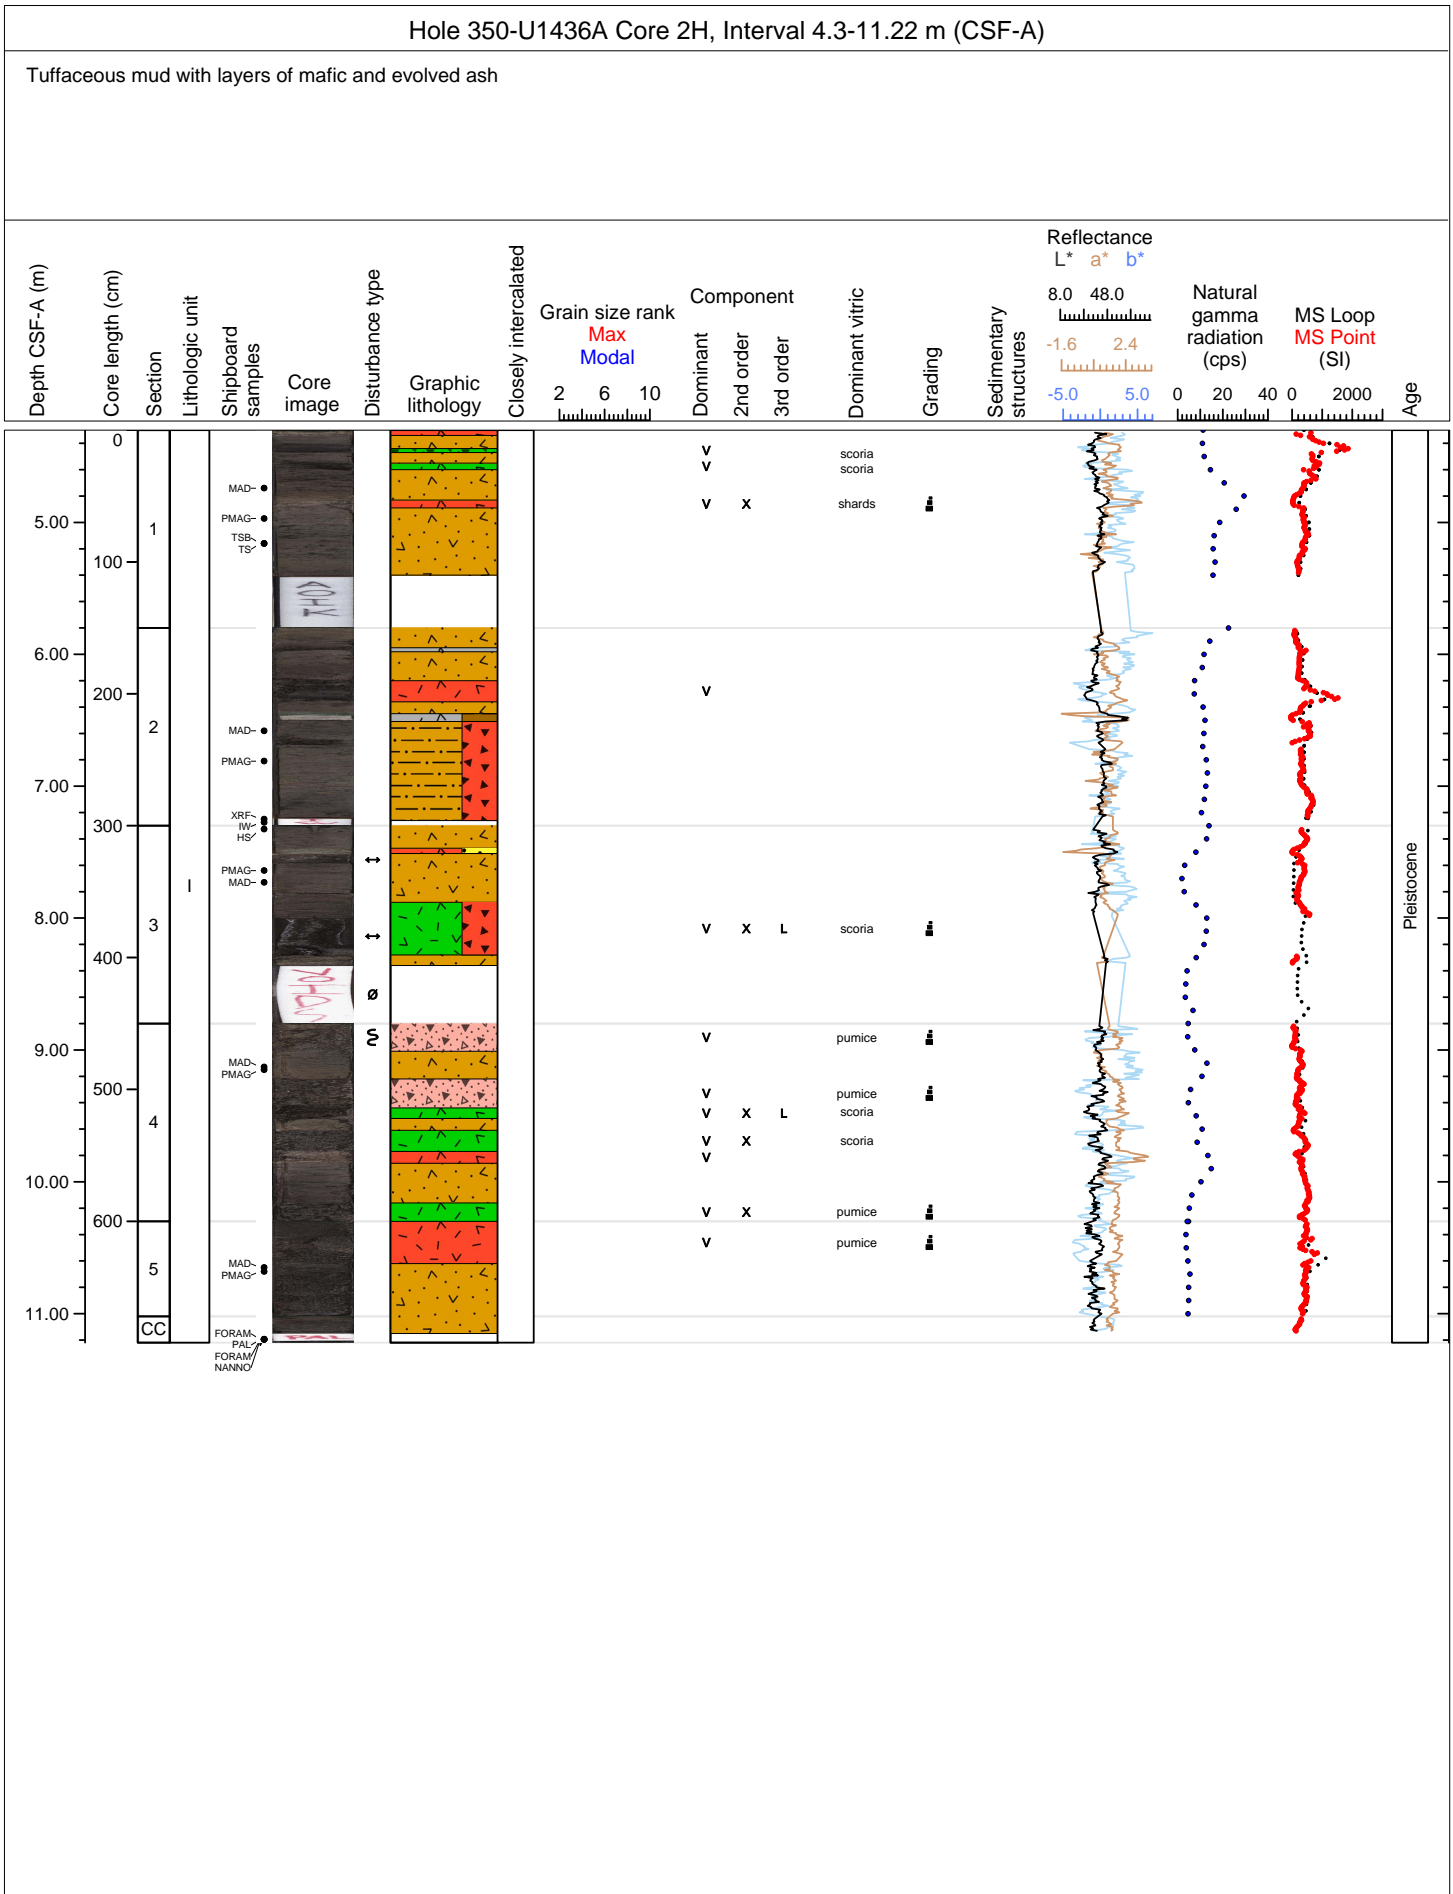 Hole 350-U1436A Core 2H, Interval 4.3-11.22 m (CSF-A)
Tuffaceous mud with layers of mafic and evolved ash
Depth CSF-A (m)
Core length (cm)
Section
Lithologic unit
Shipboard
samples
Core
image
Disturbance type
Graphic
lithology
Closely intercalated
Grain size rank
Max
Modal
2 6 10
Component
Dominant
2nd order
3rd order
Dominant vitric
Grading
Sedimentary
structures
Reflectance
L* a* b*
8.0 48.0
-1.6 2.4
-5.0 5.0
Natural
gamma
radiation
(cps)
0 20 40
MS Loop
MS Point
(SI)
0 2000
Age
5.00
6.00
7.00
8.00
9.00
10.00
11.00
0
100
200
300
400
500
600
1
2
3
4
5
CC
I
MAD
PMAG
TSB
TS
MAD
PMAG
XRF
IW
HS
PMAG
MAD
MAD
PMAG
MAD
PMAG
FORAM
PAL
FORAM
NANNO
PAL
ø
V scoria
V scoria
V X shards
V
V X L scoria
V pumice
V pumice
V X L scoria
V X scoria
V
V X pumice
V pumice
Pleistocene